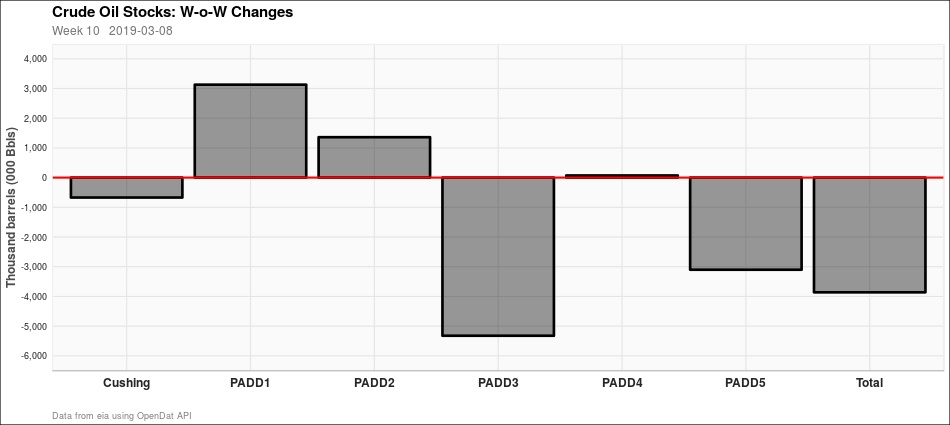 Crude Oil Stocks: W-o-W Changes
Week 10 2019-03-08
Thousand barrels (000 Bbls)
4,000
3,000
2,000
1,000
0
-1,000
-2,000
-3,000
-4,000
-5,000
-6,000
Cushing PADD1 PADD2 PADD3 PADD4 PADD5 Total
Data from eia using OpenDat API